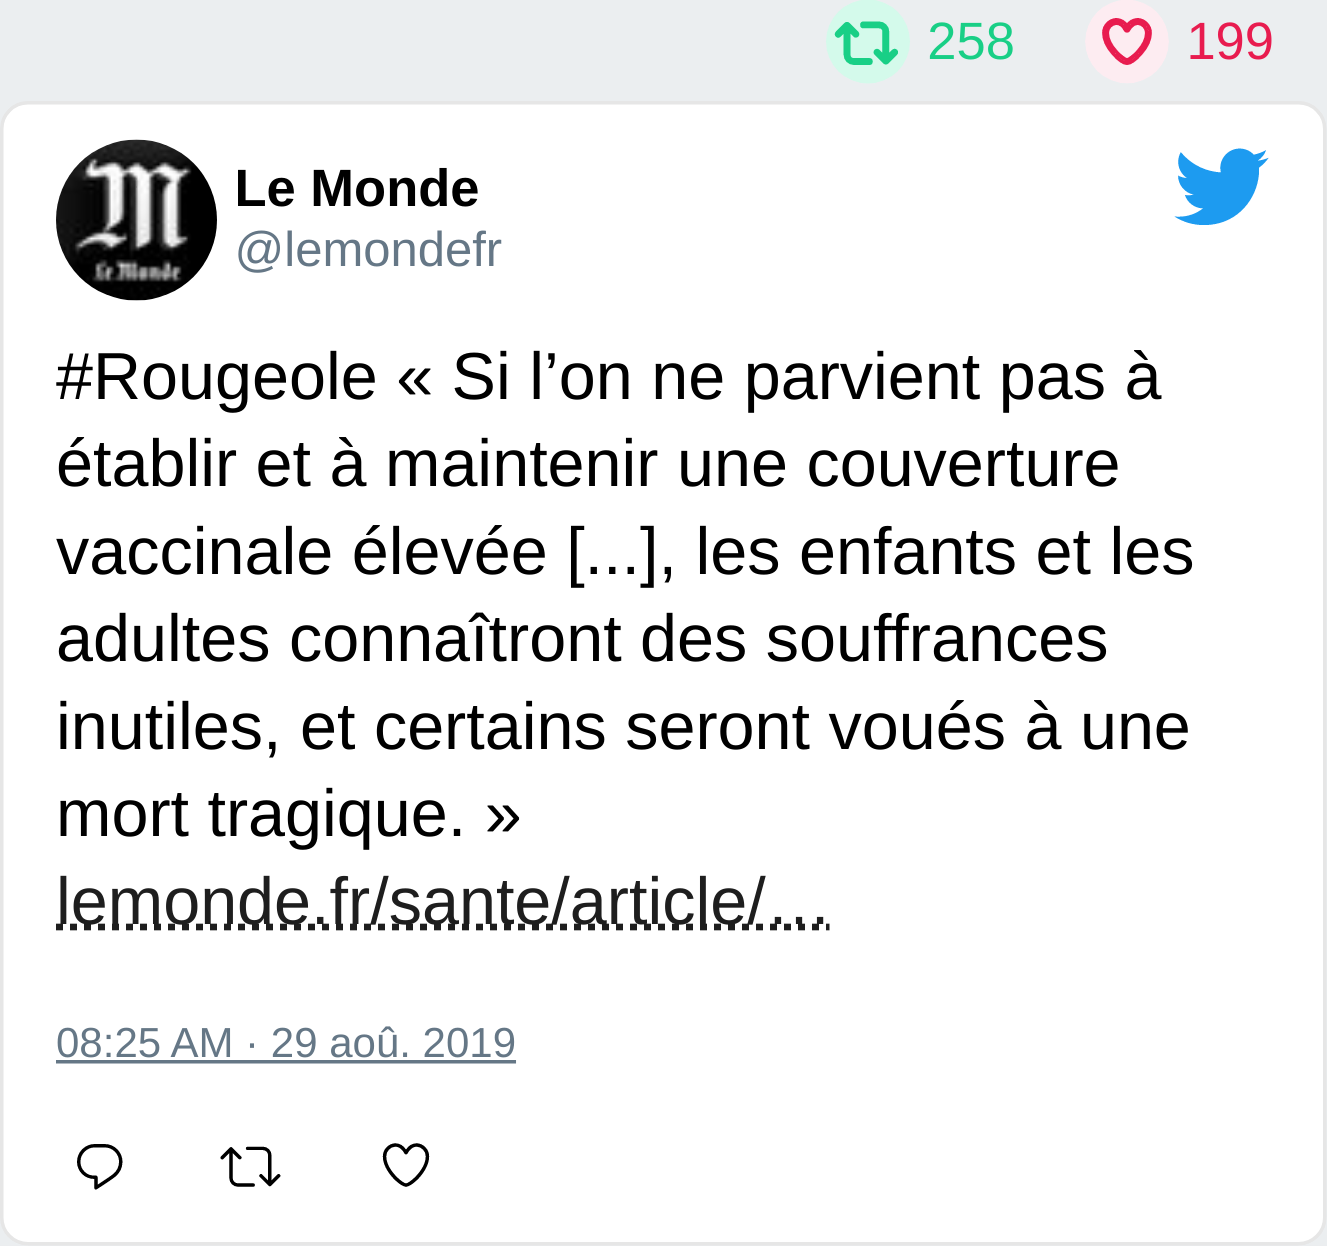 258 199
Le Monde
Le Monde
@lemondefr
#Rougeole « Si l’on ne parvient pas à
établir et à maintenir une couverture
vaccinale élevée [...], les enfants et les
adultes connaîtront des souffrances
inutiles, et certains seront voués à une
mort tragique. »
lemonde.fr/sante/article/…
08:25 AM · 29 aoû. 2019